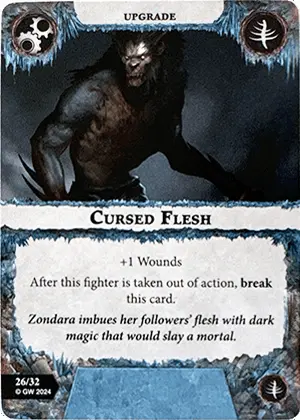 UPGRADE
CURSED FLESH
+1 Wounds
After this fighter is taken out of action, break
this card.
Zondara imbues her followers' flesh with dark
magic that would slay a mortal.
26/32
© GW 2024